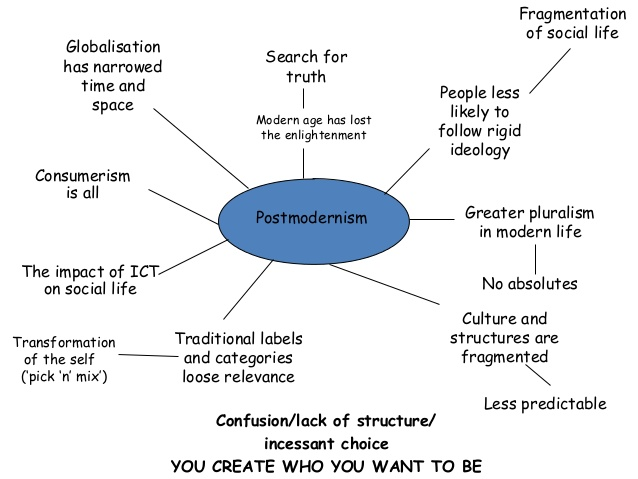 Fragmentation
of social life
Globalisation
has narrowed
time and
space
Search for
truth
Modern age has lost
the enlightenment
People less
likely to
follow rigid
ideology
Consumerism
is all
Postmodernism
Greater pluralism
in modern life
The impact of ICT
on social life
No absolutes
Culture and
structures are
fragmented
Traditional labels
and categories
loose relevance
Transformation
of the self
(‘pick ‘n’ mix’)
Less predictable
Confusion/lack of structure/
incessant choice
YOU CREATE WHO YOU WANT TO BE